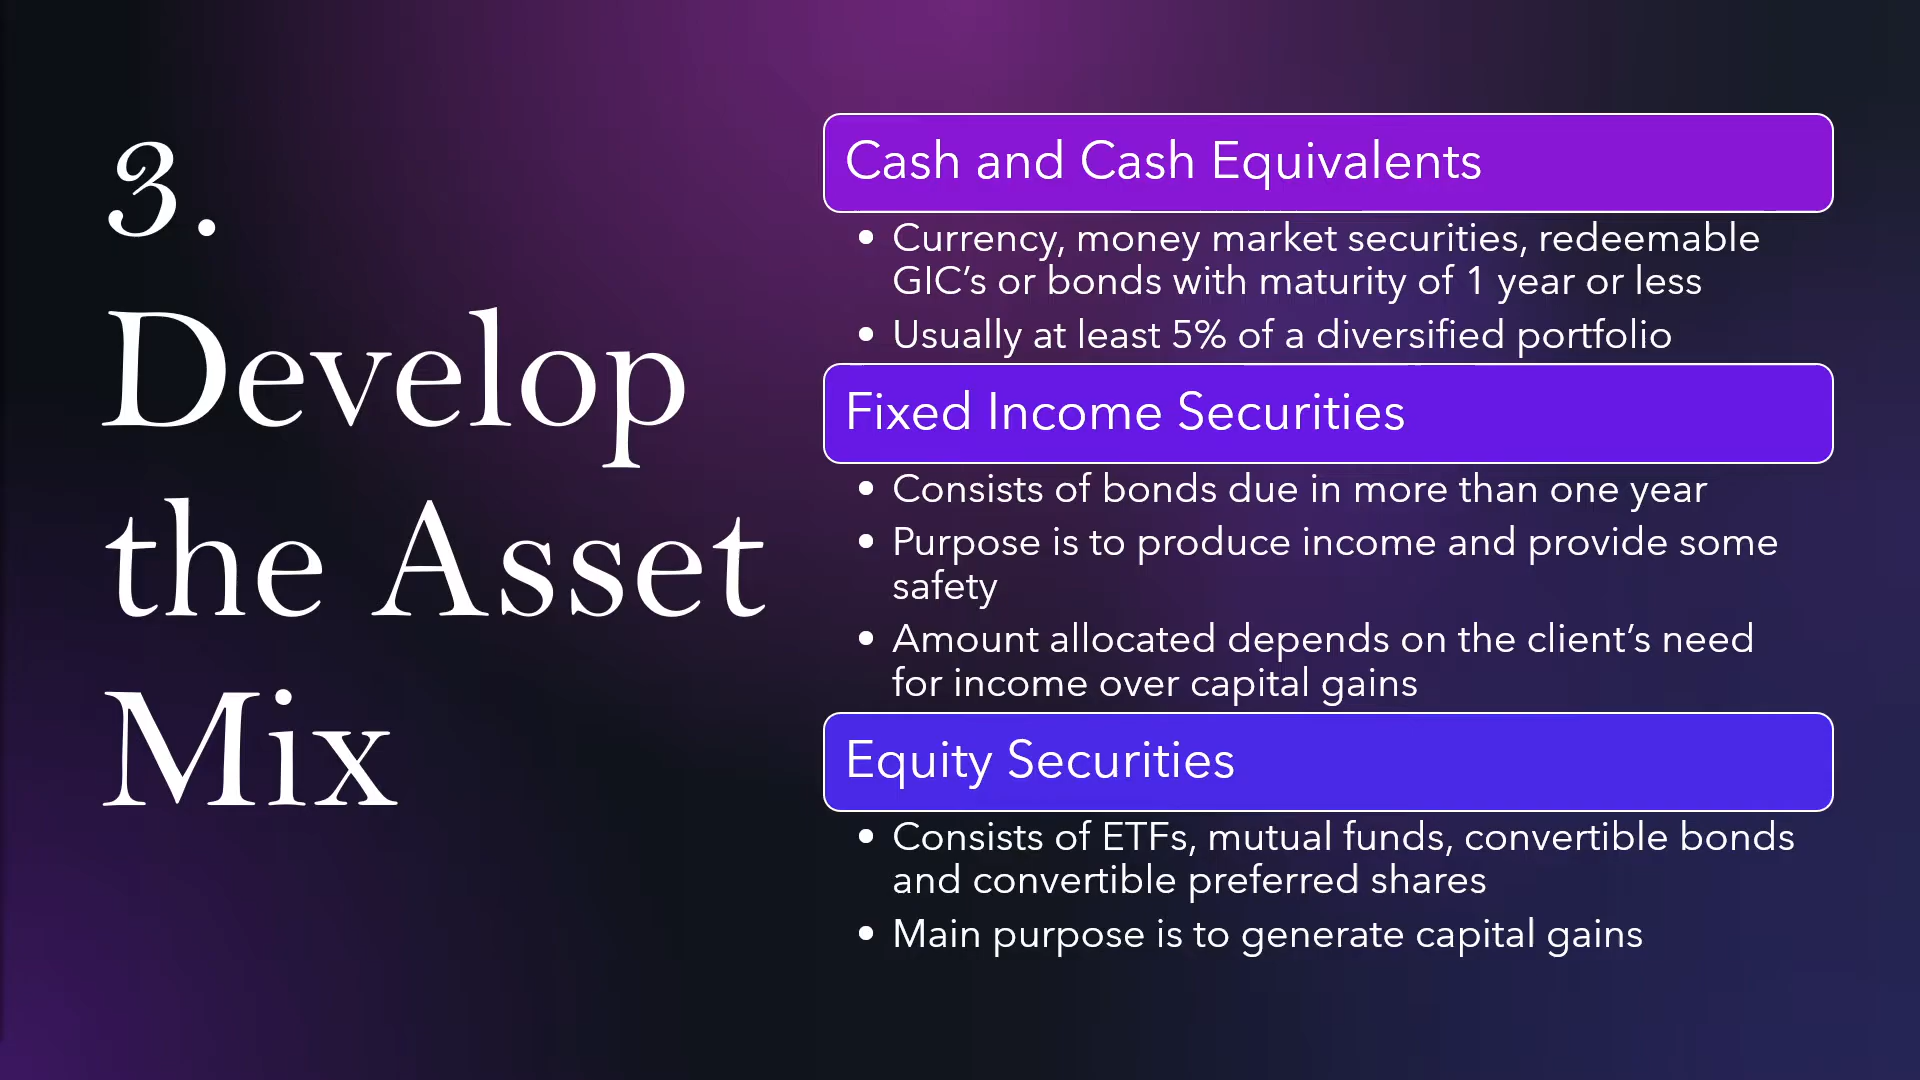 3.
Develop
the Asset
Mix
Cash and Cash Equivalents
• Currency, money market securities, redeemable
GIC’s or bonds with maturity of 1 year or less
• Usually at least 5% of a diversified portfolio
Fixed Income Securities
• Consists of bonds due in more than one year
• Purpose is to produce income and provide some
safety
• Amount allocated depends on the client’s need
for income over capital gains
Equity Securities
• Consists of ETFs, mutual funds, convertible bonds
and convertible preferred shares
• Main purpose is to generate capital gains